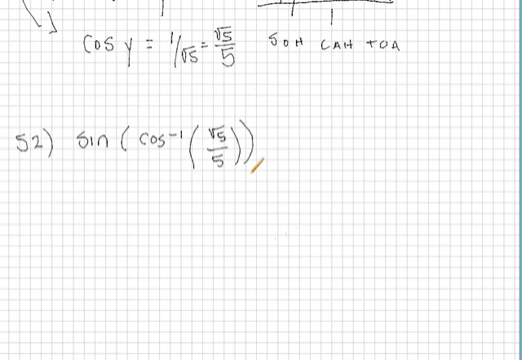 cos y = 1/√5 = √5/5 SOH CAH TOA
52) sin (cos⁻¹(√5/5))